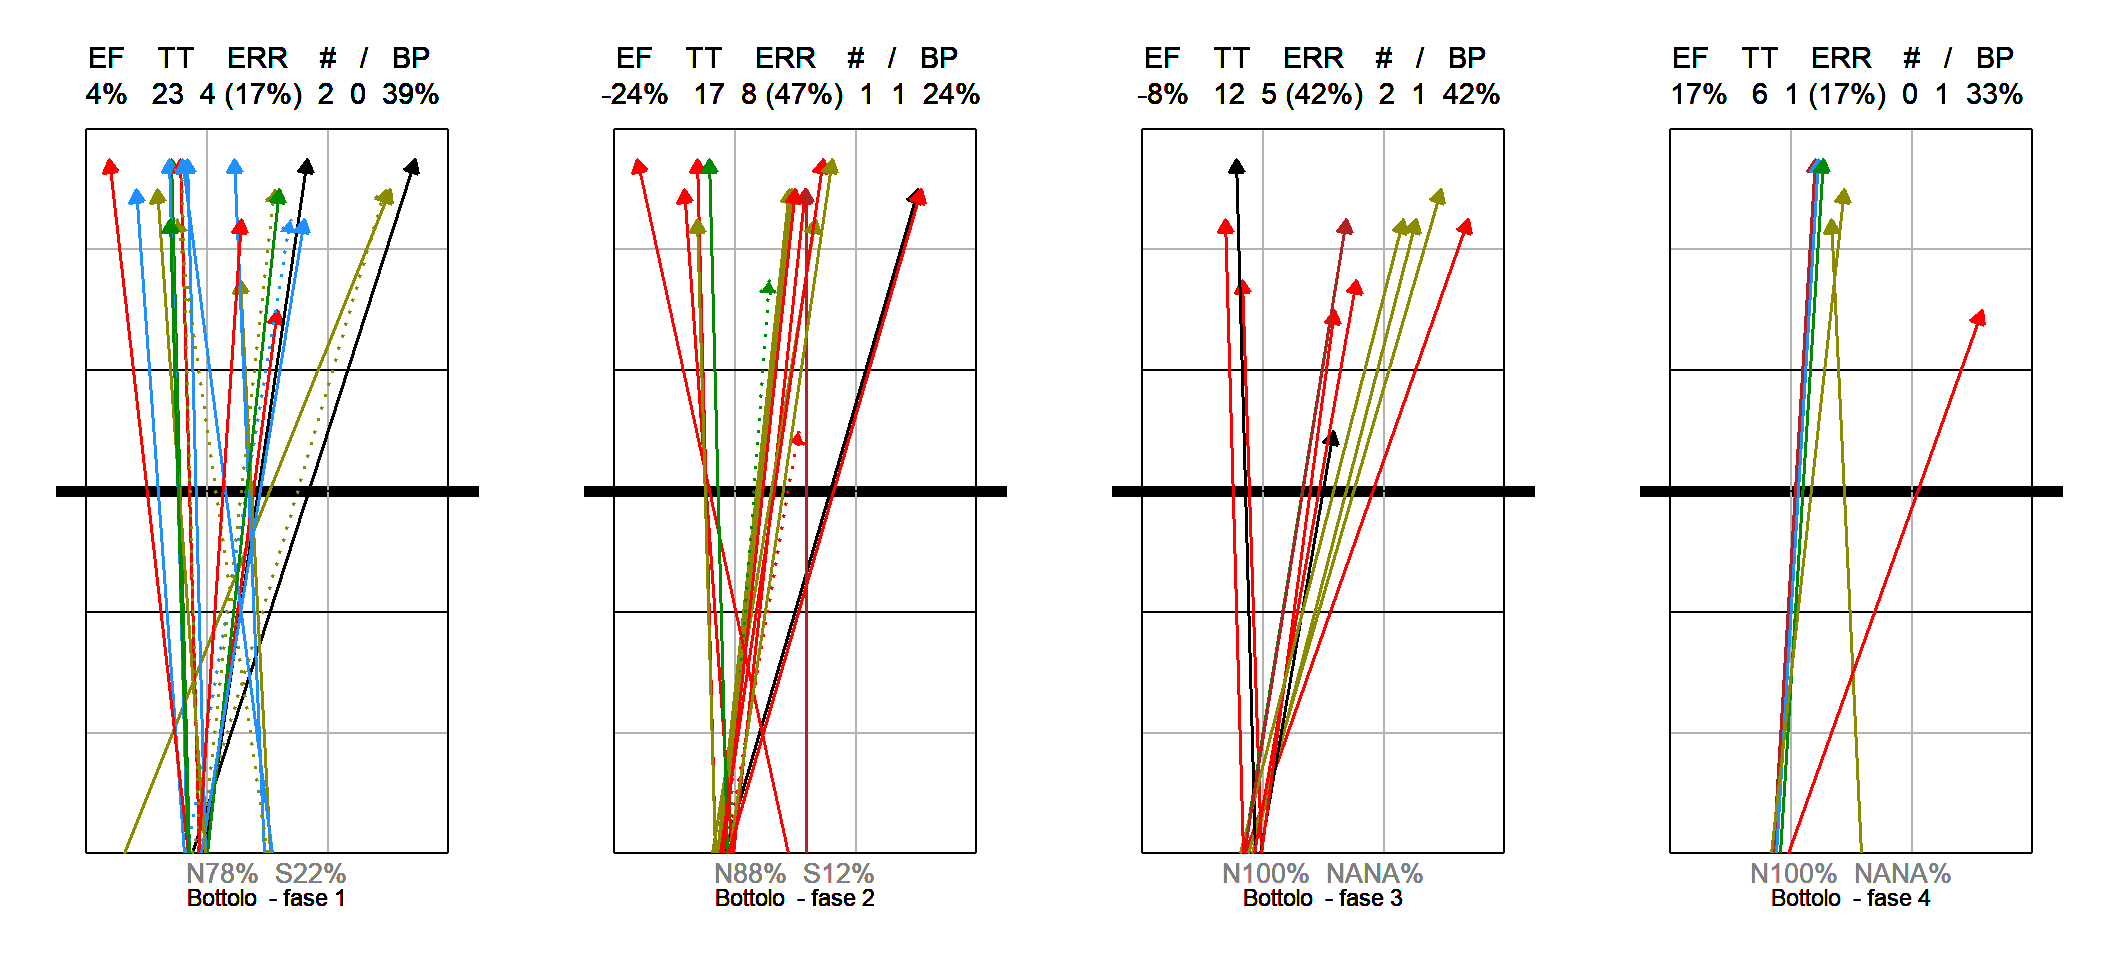 EF TT ERR # / BP
4% 23 4 (17%) 2 0 39%
N78% S22%
Bottolo - fase 1
EF TT ERR # / BP
-24% 17 8 (47%) 1 1 24%
N88% S12%
Bottolo - fase 2
EF TT ERR # / BP
-8% 12 5 (42%) 2 1 42%
N100% NANA%
Bottolo - fase 3
EF TT ERR # / BP
17% 6 1 (17%) 0 1 33%
N100% NANA%
Bottolo - fase 4